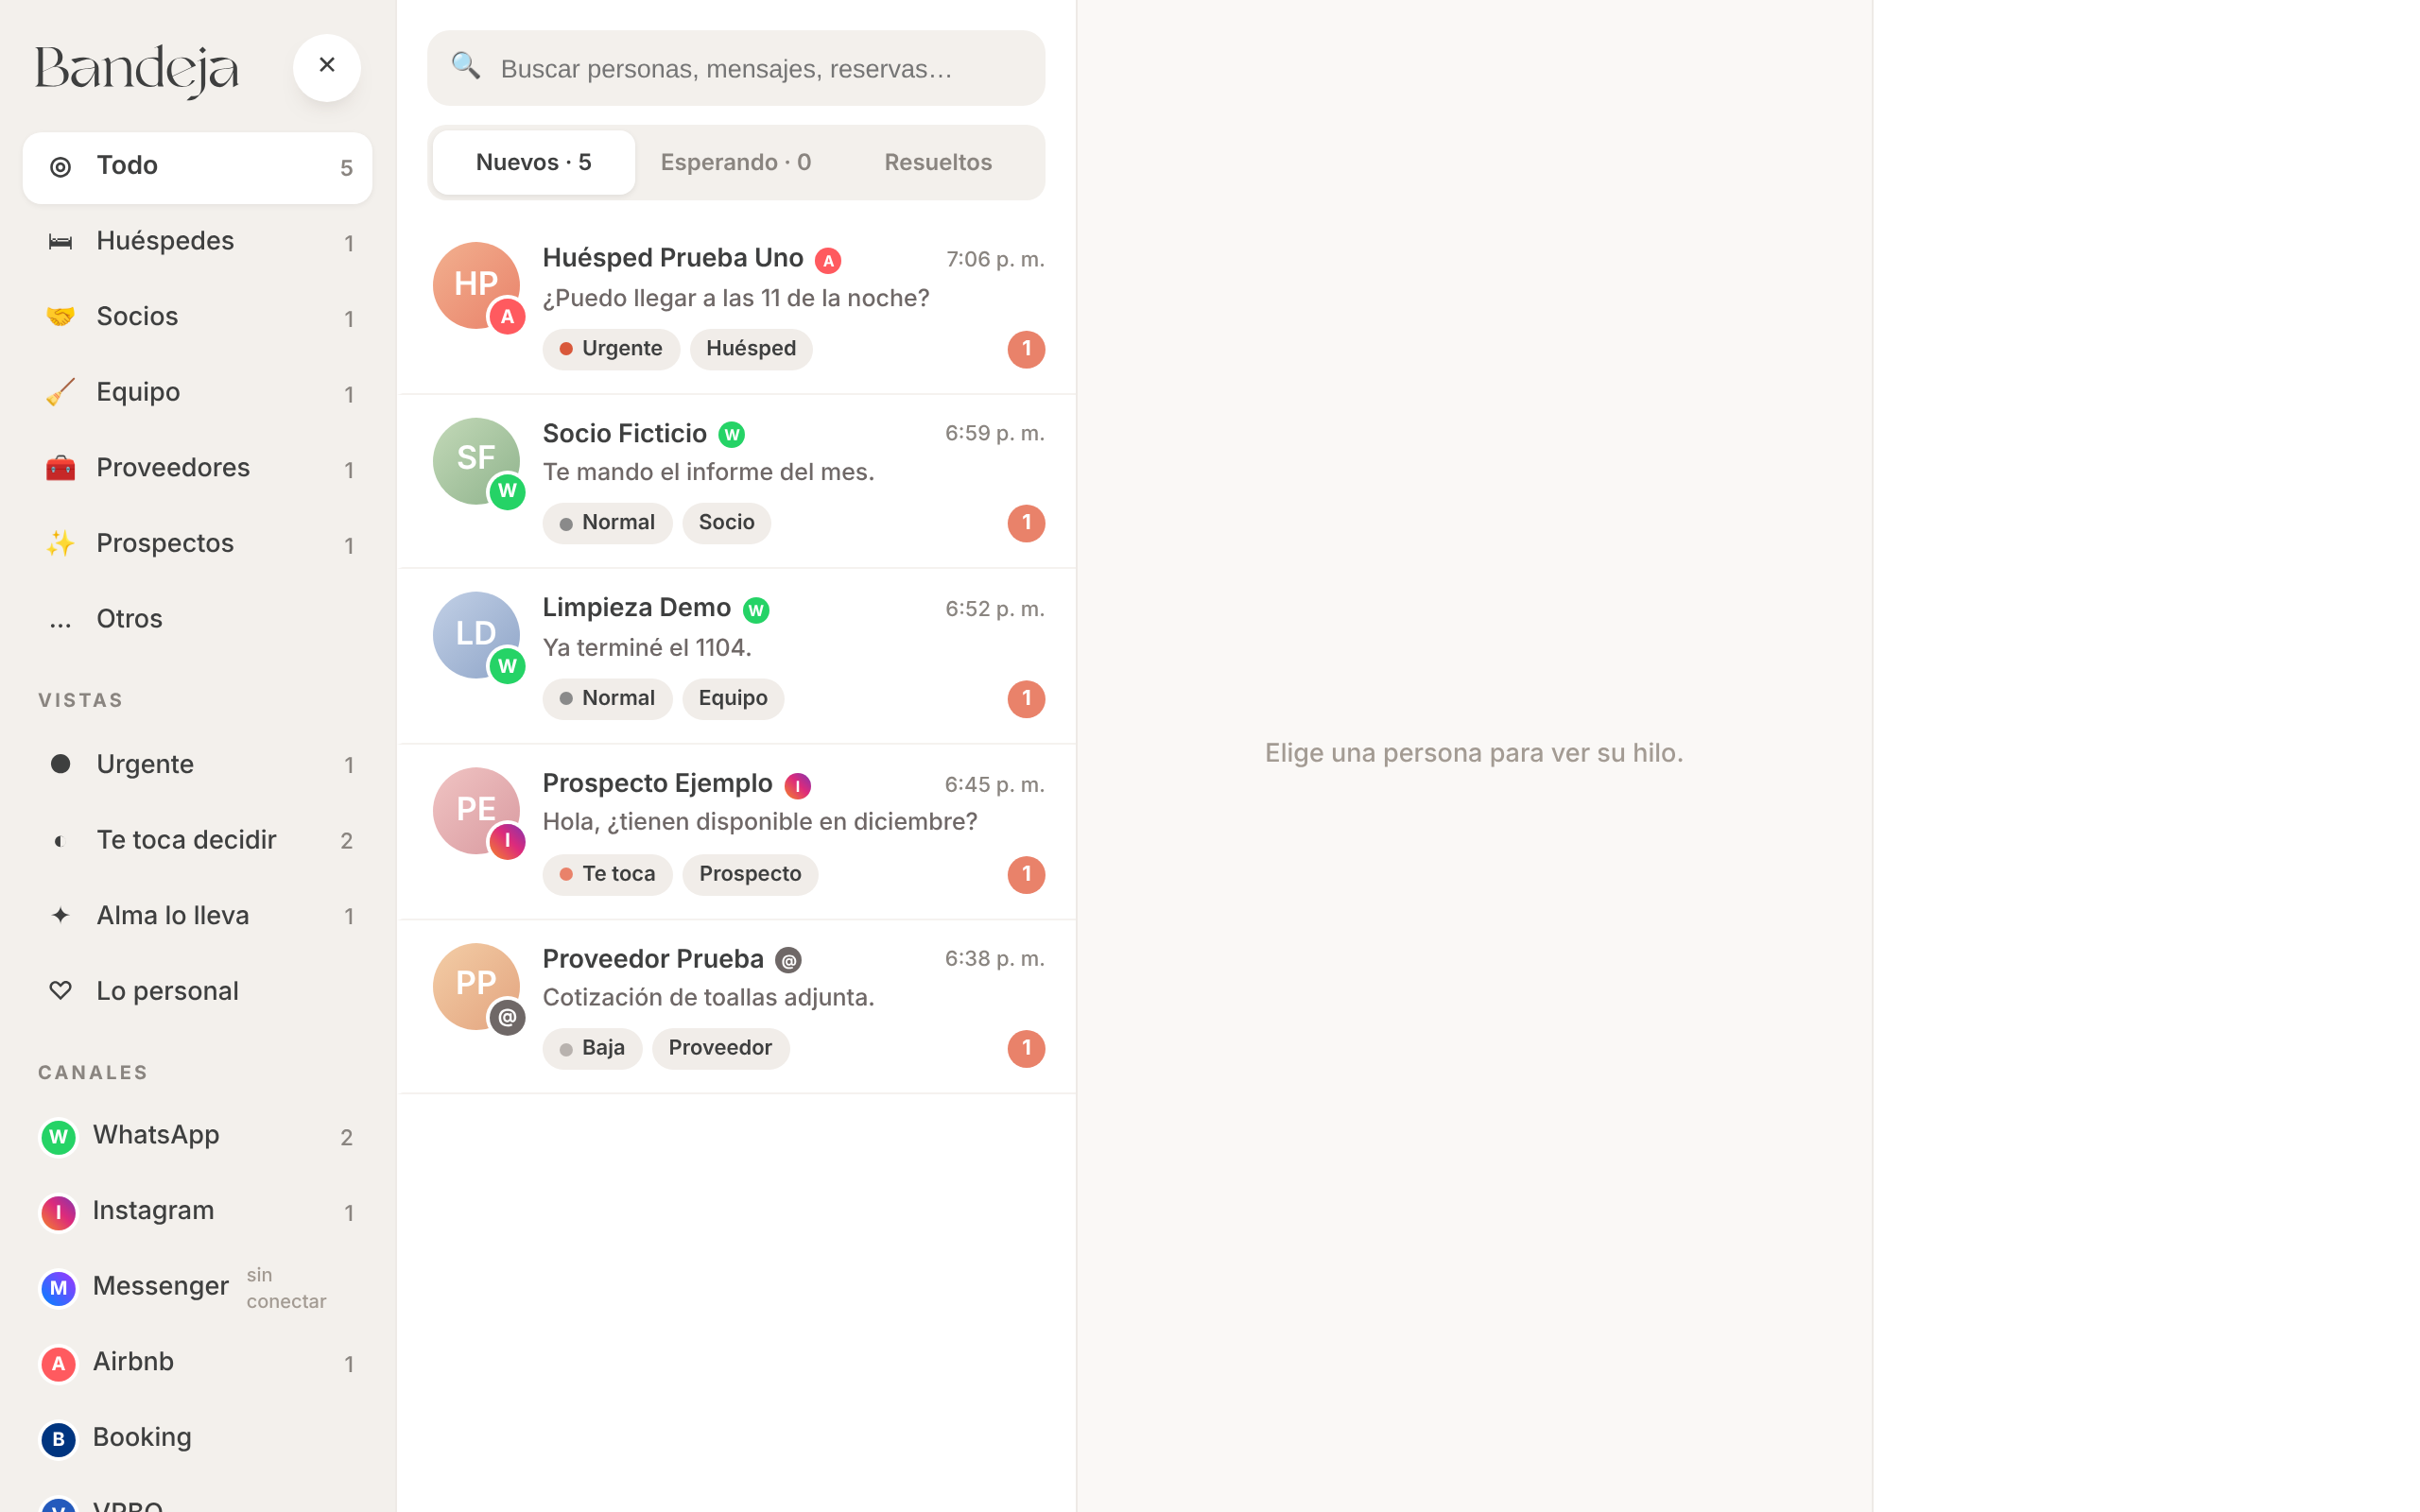 Bandeja
×
Todo 5
Huéspedes 1
Socios 1
Equipo 1
Proveedores 1
Prospectos 1
... Otros
VISTAS
Urgente 1
Te toca decidir 2
Alma lo lleva 1
Lo personal
CANALES
W WhatsApp 2
I Instagram 1
M Messenger sin conectar
A Airbnb 1
B Booking
V VRBO
Buscar personas, mensajes, reservas…
Nuevos · 5 Esperando · 0 Resueltos
HP A Huésped Prueba Uno A 7:06 p. m.
¿Puedo llegar a las 11 de la noche?
Urgente Huésped 1
SF W Socio Ficticio W 6:59 p. m.
Te mando el informe del mes.
Normal Socio 1
LD W Limpieza Demo W 6:52 p. m.
Ya terminé el 1104.
Normal Equipo 1
PE I Prospecto Ejemplo I 6:45 p. m.
Hola, ¿tienen disponible en diciembre?
Te toca Prospecto 1
PP @ Proveedor Prueba @ 6:38 p. m.
Cotización de toallas adjunta.
Baja Proveedor 1
Elige una persona para ver su hilo.